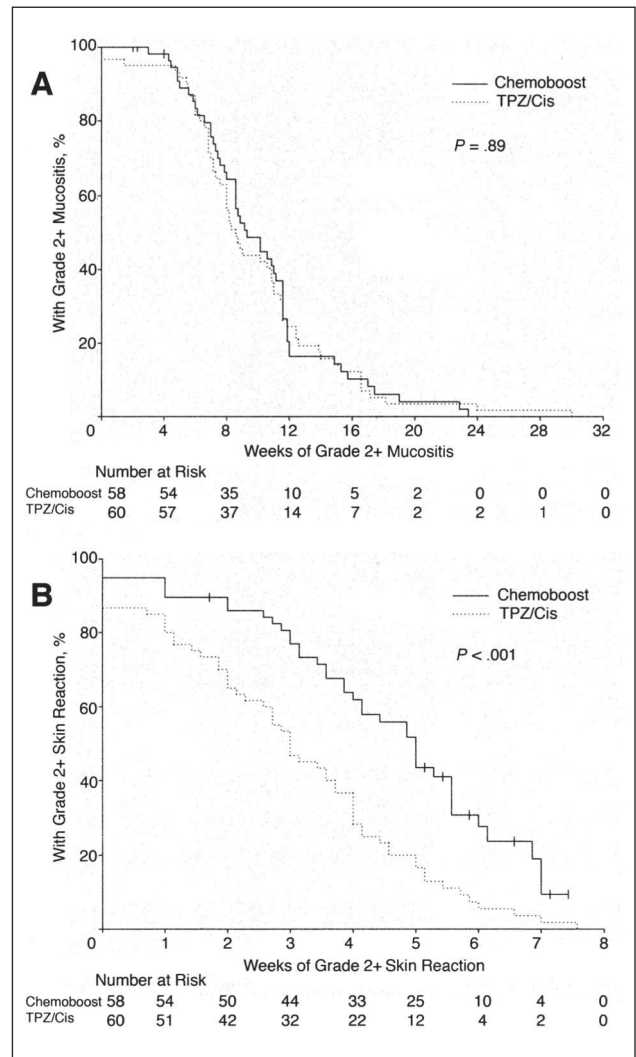 A
100
80
60
40
20
With Grade 2+ Mucositis, %
Chemoboost
TPZ/Cis
P = .89
0 4 8 12 16 20 24 28 32
Weeks of Grade 2+ Mucositis
Number at Risk
Chemoboost 58 54 35 10 5 2 0 0 0
TPZ/Cis 60 57 37 14 7 2 2 1 0
B
100
80
60
40
20
With Grade 2+ Skin Reaction, %
Chemoboost
TPZ/Cis
P < .001
0 1 2 3 4 5 6 7 8
Weeks of Grade 2+ Skin Reaction
Number at Risk
Chemoboost 58 54 50 44 33 25 10 4 0
TPZ/Cis 60 51 42 32 22 12 4 2 0